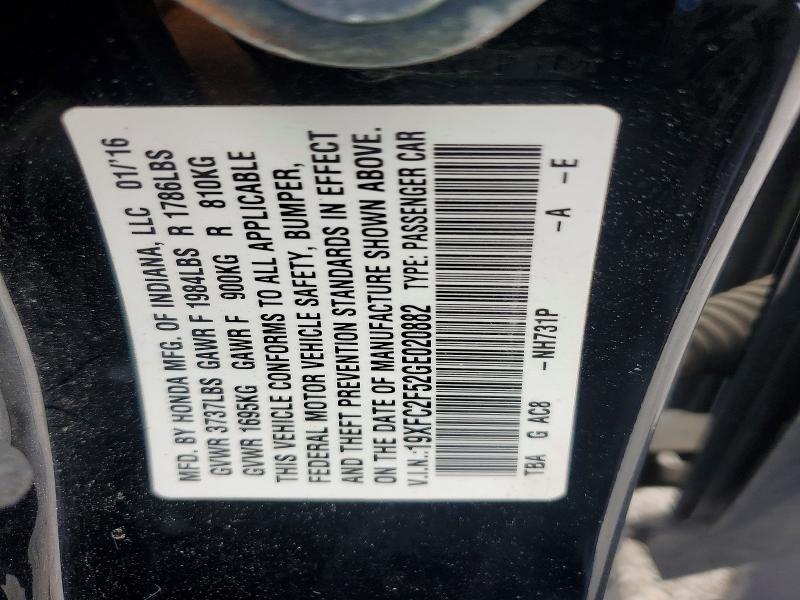 MFD. BY HONDA MFG. OF INDIANA, LLC 01/'16
GVWR 3737LBS GAWR F 1984LBS R 1786LBS
GVWR 1695KG GAWR F 900KG R 810KG
THIS VEHICLE CONFORMS TO ALL APPLICABLE
FEDERAL MOTOR VEHICLE SAFETY, BUMPER,
AND THEFT PREVENTION STANDARDS IN EFFECT
ON THE DATE OF MANUFACTURE SHOWN ABOVE.
V.I.N.:19XFC2F52GE020882 TYPE: PASSENGER CAR
TBA G AC8 -NH731P -A -E